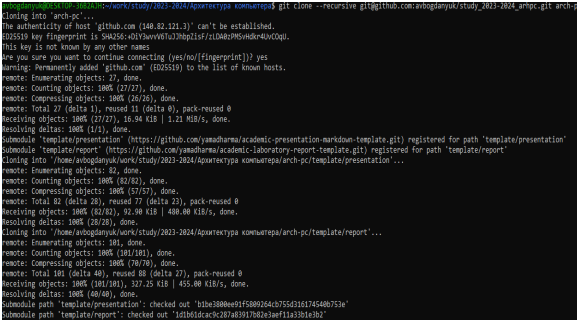 avbogdanyuk@DESKTOP-3682A3H:~/work/study/2023-2024/Архитектура компьютера$ git clone --recursive git@github.com:avbogdanyuk/study_2023-2024_arhpc.git arch-p
Cloning into 'arch-pc'...
The authenticity of host 'github.com (140.82.121.3)' can't be established.
ED25519 key fingerprint is SHA256:+DiY3wvvV6TuJJhbpZisF/zLDA0zPMSvHdkr4UvCOqU.
This key is not known by any other names
Are you sure you want to continue connecting (yes/no/[fingerprint])? yes
Warning: Permanently added 'github.com' (ED25519) to the list of known hosts.
remote: Enumerating objects: 27, done.
remote: Counting objects: 100% (27/27), done.
remote: Compressing objects: 100% (26/26), done.
remote: Total 27 (delta 1), reused 11 (delta 0), pack-reused 0
Receiving objects: 100% (27/27), 16.94 KiB | 1.21 MiB/s, done.
Resolving deltas: 100% (1/1), done.
Submodule 'template/presentation' (https://github.com/yamadharma/academic-presentation-markdown-template.git) registered for path 'template/presentation'
Submodule 'template/report' (https://github.com/yamadharma/academic-laboratory-report-template.git) registered for path 'template/report'
Cloning into '/home/avbogdanyuk/work/study/2023-2024/Архитектура компьютера/arch-pc/template/presentation'...
remote: Enumerating objects: 82, done.
remote: Counting objects: 100% (82/82), done.
remote: Compressing objects: 100% (57/57), done.
remote: Total 82 (delta 28), reused 77 (delta 23), pack-reused 0
Receiving objects: 100% (82/82), 92.90 KiB | 480.00 KiB/s, done.
Resolving deltas: 100% (28/28), done.
Cloning into '/home/avbogdanyuk/work/study/2023-2024/Архитектура компьютера/arch-pc/template/report'...
remote: Enumerating objects: 101, done.
remote: Counting objects: 100% (101/101), done.
remote: Compressing objects: 100% (70/70), done.
remote: Total 101 (delta 40), reused 88 (delta 27), pack-reused 0
Receiving objects: 100% (101/101), 327.25 KiB | 455.00 KiB/s, done.
Resolving deltas: 100% (40/40), done.
Submodule path 'template/presentation': checked out 'b1be3800ee91f5809264cb755d316174540b753e'
Submodule path 'template/report': checked out '1d1b61dcac9c287a83917b82e3aef11a33b1e3b2'